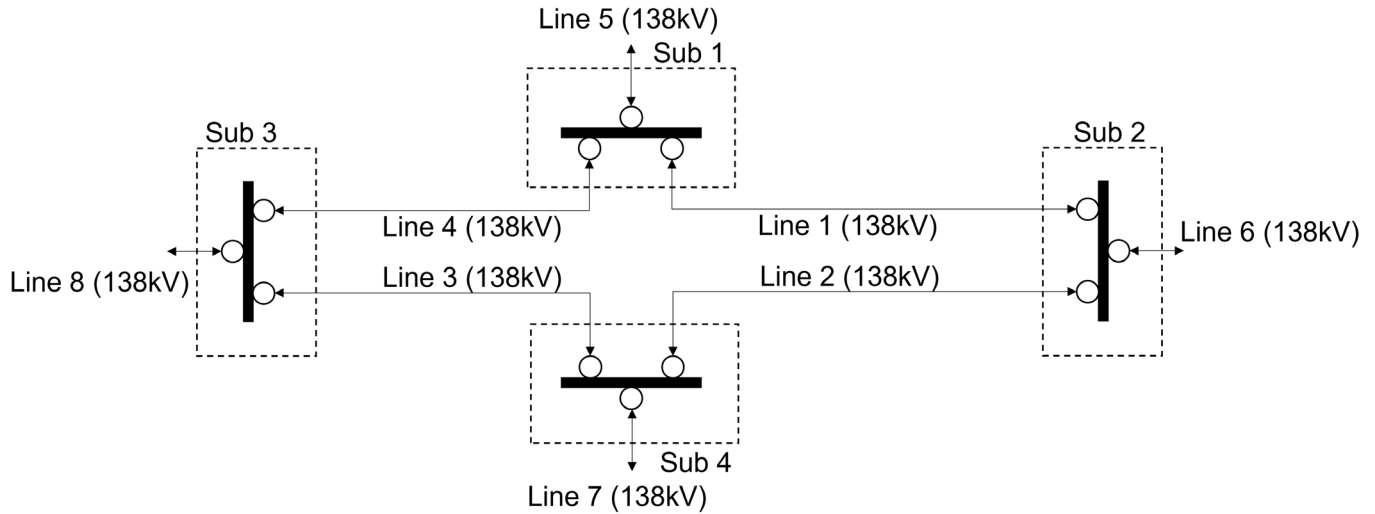 Line 5 (138kV)
Sub 1
Sub 3
Sub 2
Line 4 (138kV)
Line 1 (138kV)
Line 6 (138kV)
Line 8 (138kV)
Line 3 (138kV)
Line 2 (138kV)
Sub 4
Line 7 (138kV)